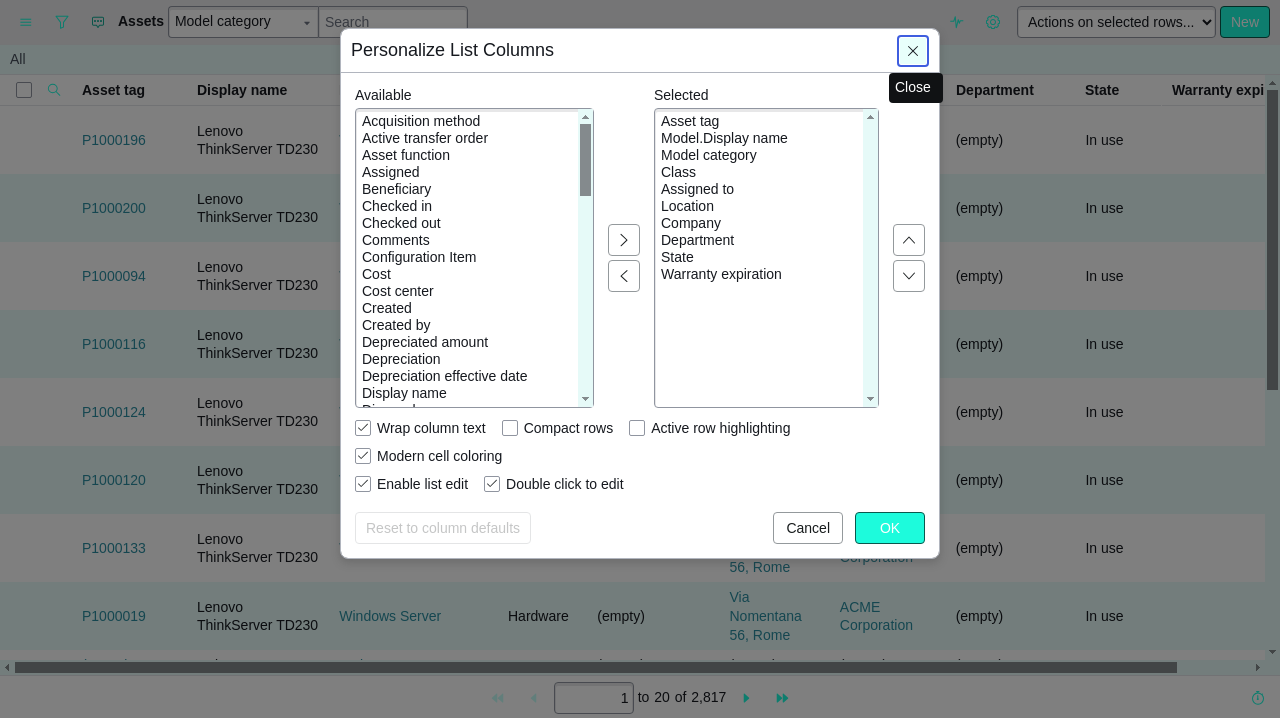 Assets Model category Search Actions on selected rows... New
All
Personalize List Columns
Close
Asset tag Display name Department State Warranty expi
Available
Acquisition method
Active transfer order
Asset function
Assigned
Beneficiary
Checked in
Checked out
Comments
Configuration Item
Cost
Cost center
Created
Created by
Depreciated amount
Depreciation
Depreciation effective date
Display name
Selected
Asset tag
Model.Display name
Model category
Class
Assigned to
Location
Company
Department
State
Warranty expiration
Wrap column text Compact rows Active row highlighting
Modern cell coloring
Enable list edit Double click to edit
Reset to column defaults Cancel OK
P1000196 Lenovo ThinkServer TD230 (empty) In use
P1000200 Lenovo ThinkServer TD230 (empty) In use
P1000094 Lenovo ThinkServer TD230 (empty) In use
P1000116 Lenovo ThinkServer TD230 (empty) In use
P1000124 Lenovo ThinkServer TD230 (empty) In use
P1000120 Lenovo ThinkServer TD230 (empty) In use
P1000133 Lenovo ThinkServer TD230 56, Rome Corporation (empty) In use
P1000019 Lenovo ThinkServer TD230 Windows Server Hardware (empty) Via Nomentana 56, Rome ACME Corporation (empty) In use
1 to 20 of 2,817